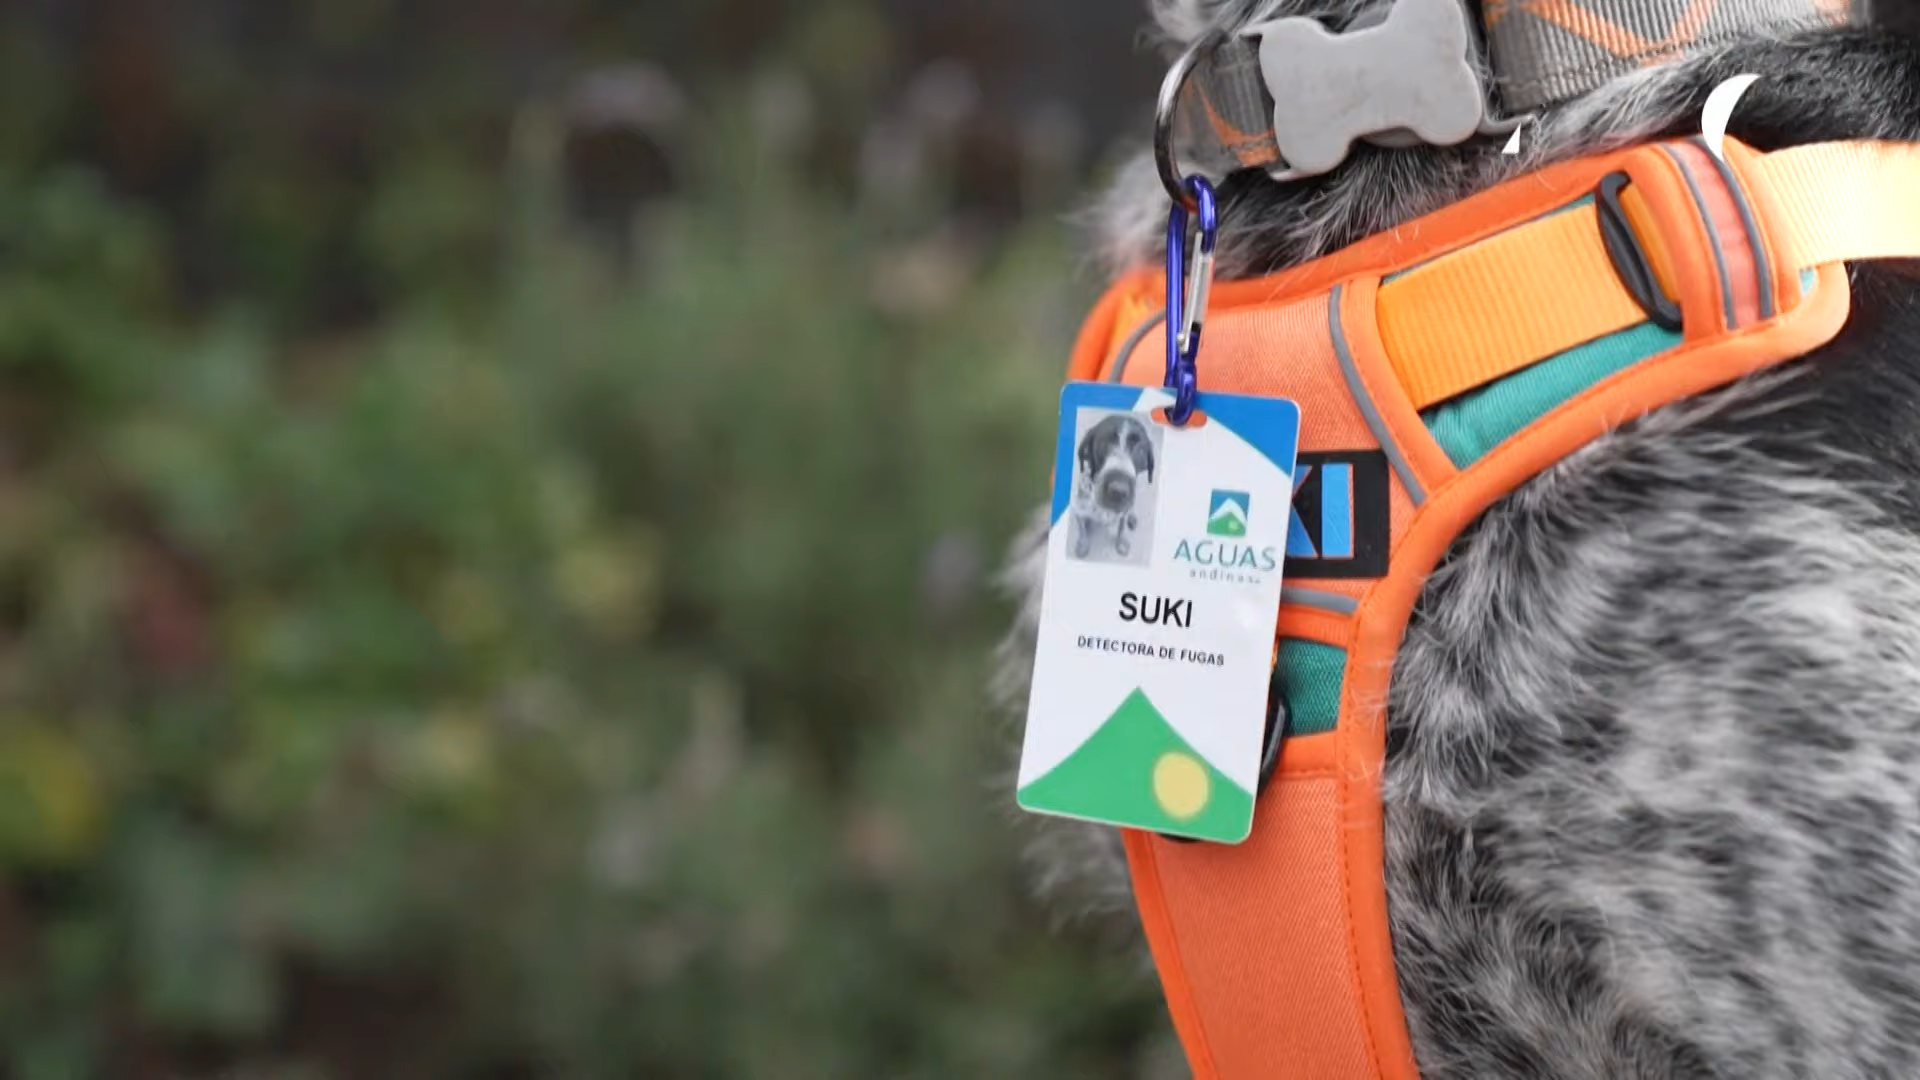 AGUAS
andinas
SUKI
DETECTORA DE FUGAS
KI